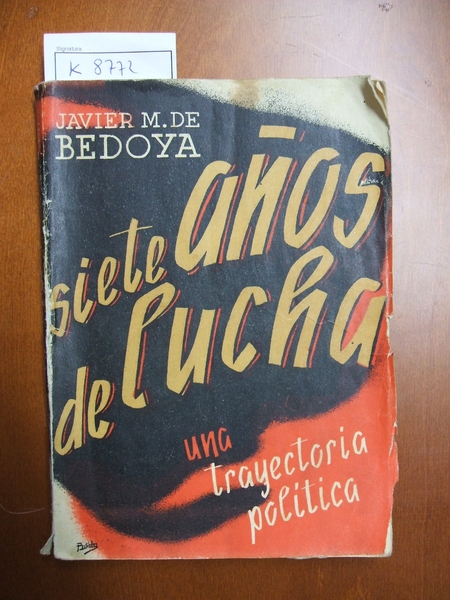 Signatura
K 8772
JAVIER M. DE
BEDOYA
siete años
de lucha
una
trayectoria
política